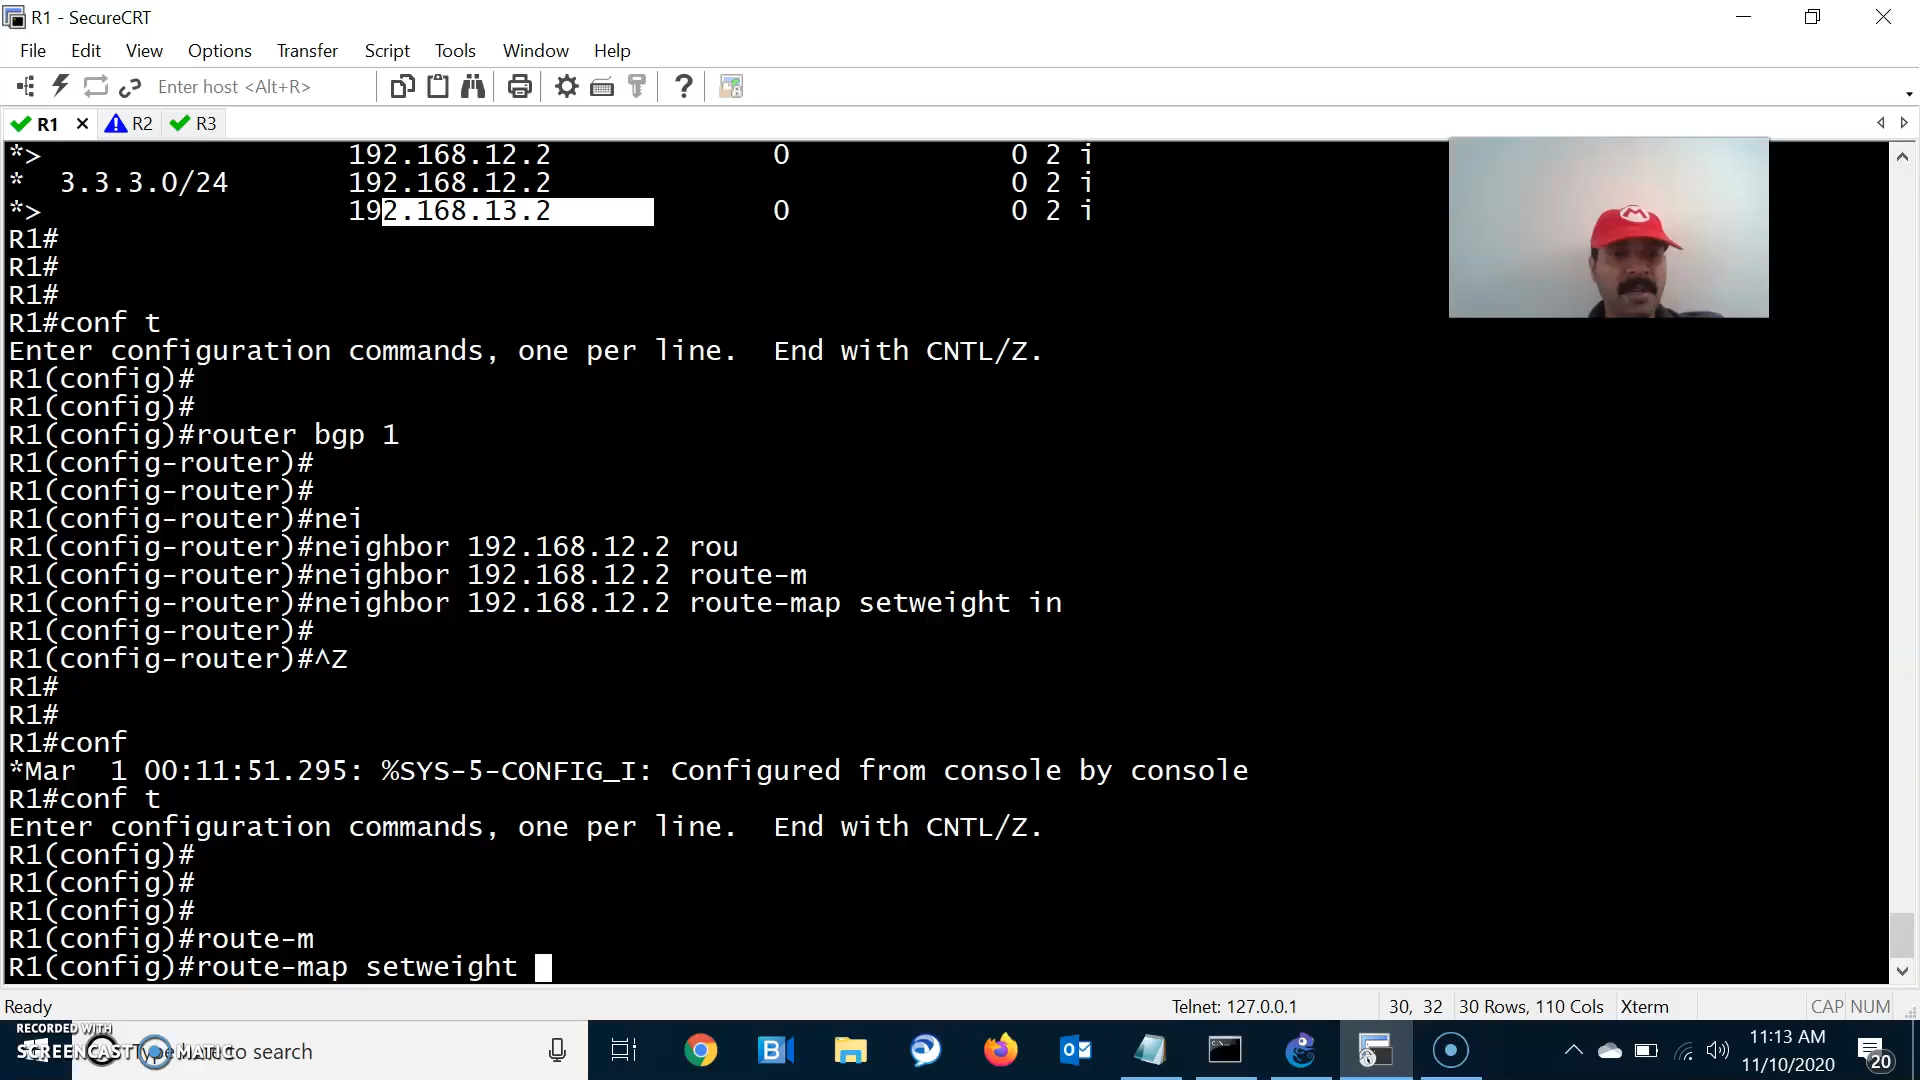 R1 - SecureCRT
File Edit View Options Transfer Script Tools Window Help
Enter host <Alt+R>
R1 R2 R3
*> 192.168.12.2 0 0 2 i
* 3.3.3.0/24 192.168.12.2 0 2 i
*> 192.168.13.2 0 0 2 i
R1#
R1#
R1#
R1#conf t
Enter configuration commands, one per line. End with CNTL/Z.
R1(config)#
R1(config)#
R1(config)#router bgp 1
R1(config-router)#
R1(config-router)#
R1(config-router)#nei
R1(config-router)#neighbor 192.168.12.2 rou
R1(config-router)#neighbor 192.168.12.2 route-m
R1(config-router)#neighbor 192.168.12.2 route-map setweight in
R1(config-router)#
R1(config-router)#^Z
R1#
R1#
R1#conf
*Mar 1 00:11:51.295: %SYS-5-CONFIG_I: Configured from console by console
R1#conf t
Enter configuration commands, one per line. End with CNTL/Z.
R1(config)#
R1(config)#
R1(config)#
R1(config)#route-m
R1(config)#route-map setweight
Ready Telnet: 127.0.0.1 30, 32 30 Rows, 110 Cols Xterm CAP NUM
RECORDED WITH
SCREENCAST MATIC
Type here to search
11:13 AM
11/10/2020
20